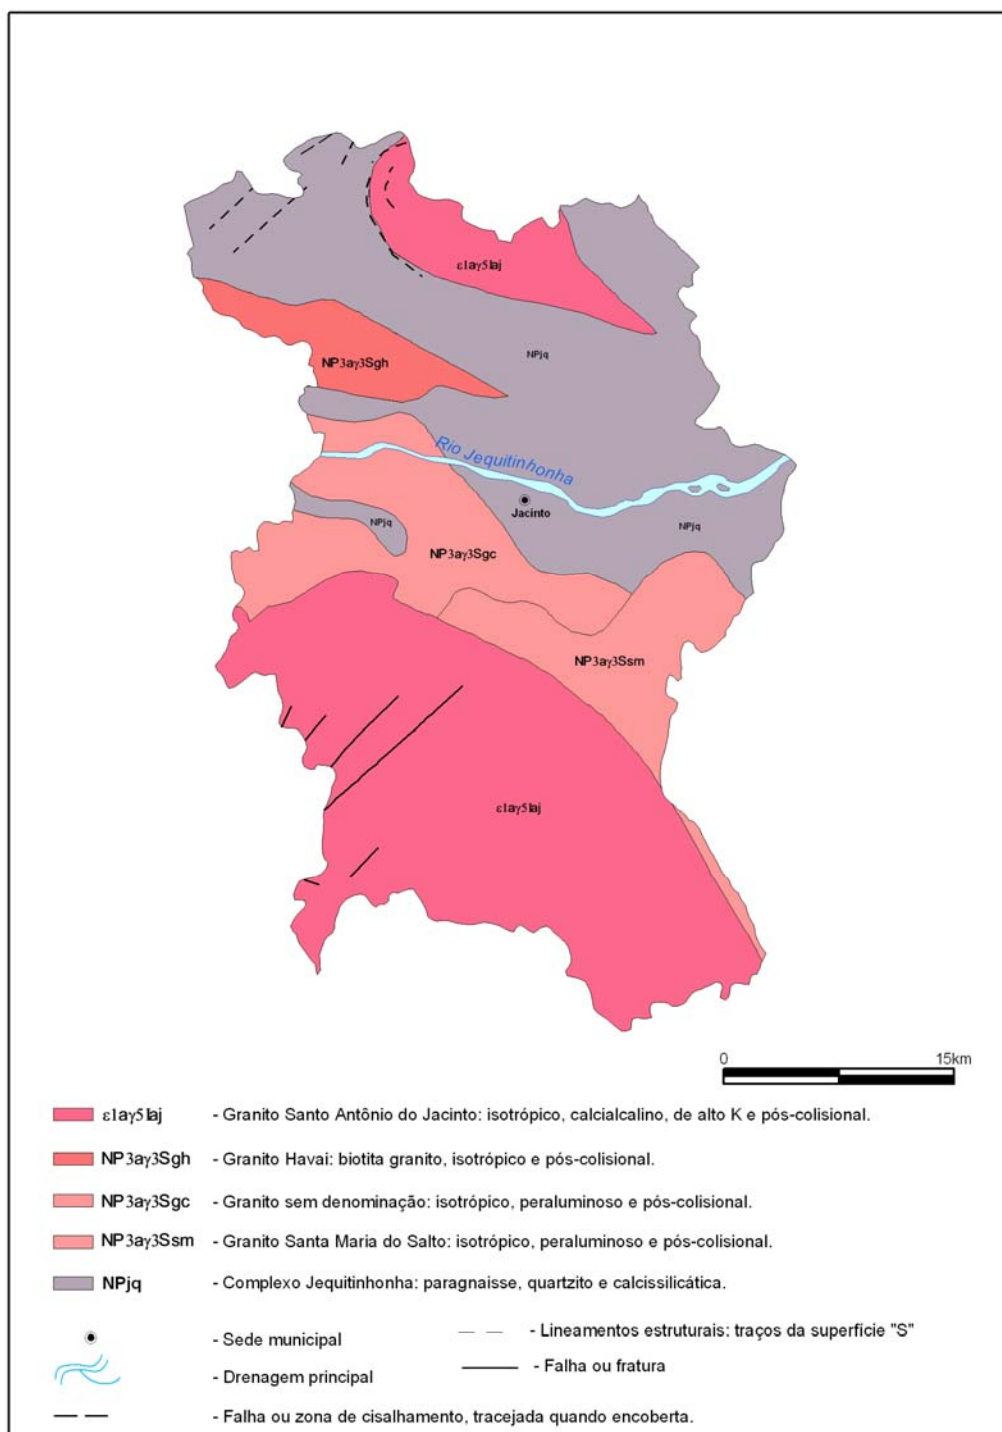 ε1aγ5Iaj
NP3aγ3Sgh
NPjq
Rio Jequitinhonha
Jacinto
NPjq
NPjq
NP3aγ3Sgc
NP3aγ3Ssm
ε1aγ5Iaj
0 15km
ε1aγ5Iaj - Granito Santo Antônio do Jacinto: isotrópico, calcialcalino, de alto K e pós-colisional.
NP3aγ3Sgh - Granito Havai: biotita granito, isotrópico e pós-colisional.
NP3aγ3Sgc - Granito sem denominação: isotrópico, peraluminoso e pós-colisional.
NP3aγ3Ssm - Granito Santa Maria do Salto: isotrópico, peraluminoso e pós-colisional.
NPjq - Complexo Jequitinhonha: paragnaisse, quartzito e calcissilicática.
- Sede municipal
- Lineamentos estruturais: traços da superfície "S"
- Drenagem principal
- Falha ou fratura
- Falha ou zona de cisalhamento, tracejada quando encoberta.